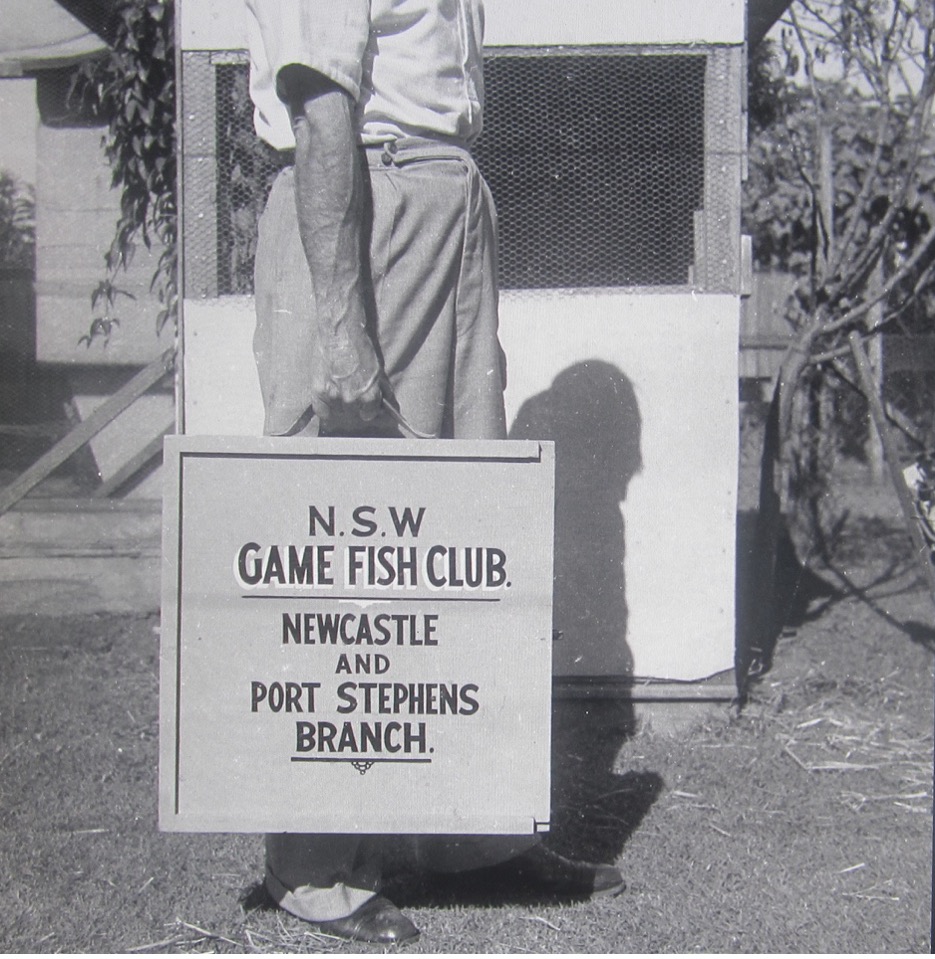 N.S.W
GAME FISH CLUB.
NEWCASTLE
AND
PORT STEPHENS
BRANCH.